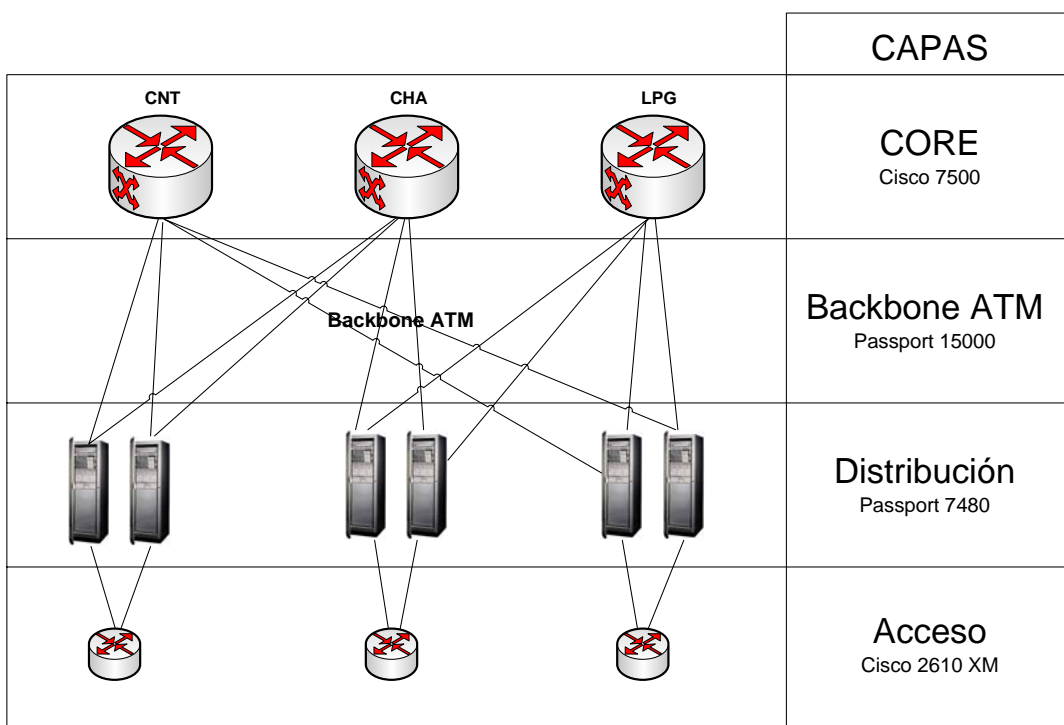 CAPAS
CNT
CHA
LPG
CORE
Cisco 7500
Backbone ATM
Backbone ATM
Passport 15000
Distribución
Passport 7480
Acceso
Cisco 2610 XM